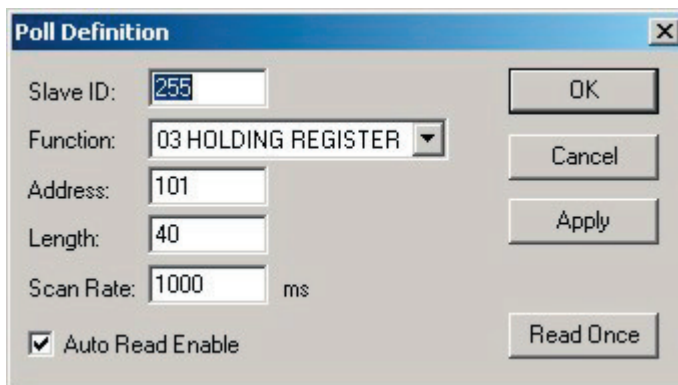 Poll Definition
Slave ID: 255
OK
Function: 03 HOLDING REGISTER
Cancel
Address: 101
Apply
Length: 40
Scan Rate: 1000 ms
Auto Read Enable
Read Once